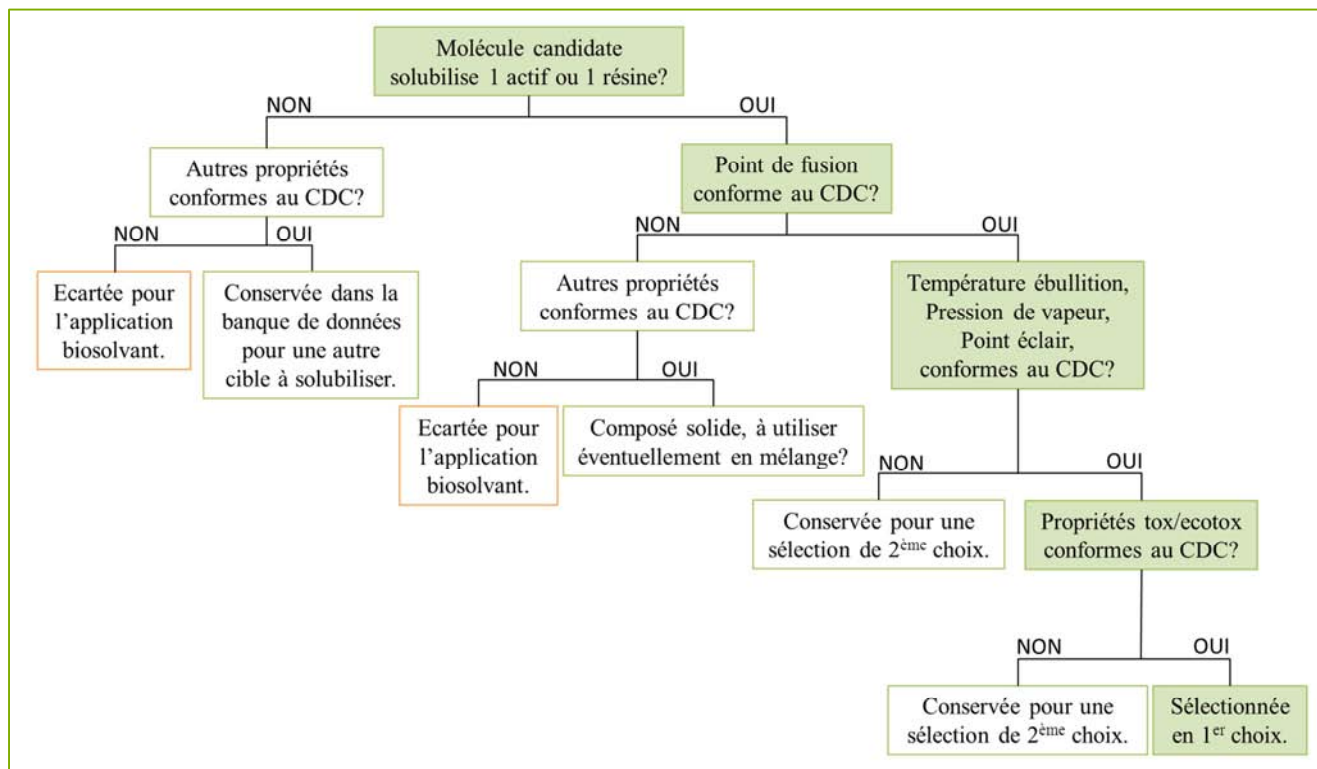 Molécule candidate
solubilise 1 actif ou 1 résine?
NON
OUI
Autres propriétés
conformes au CDC?
Point de fusion
conforme au CDC?
NON
OUI
NON
OUI
Ecartée pour
l’application
biosolvant.
Conservée dans la
banque de données
pour une autre
cible à solubiliser.
Autres propriétés
conformes au CDC?
Température ébullition,
Pression de vapeur,
Point éclair,
conformes au CDC?
NON
OUI
Ecartée pour
l’application
biosolvant.
Composé solide, à utiliser
éventuellement en mélange?
NON
OUI
Conservée pour une
sélection de 2ème choix.
Propriétés tox/ecotox
conformes au CDC?
NON
OUI
Conservée pour une
sélection de 2ème choix.
Sélectionnée
en 1er choix.